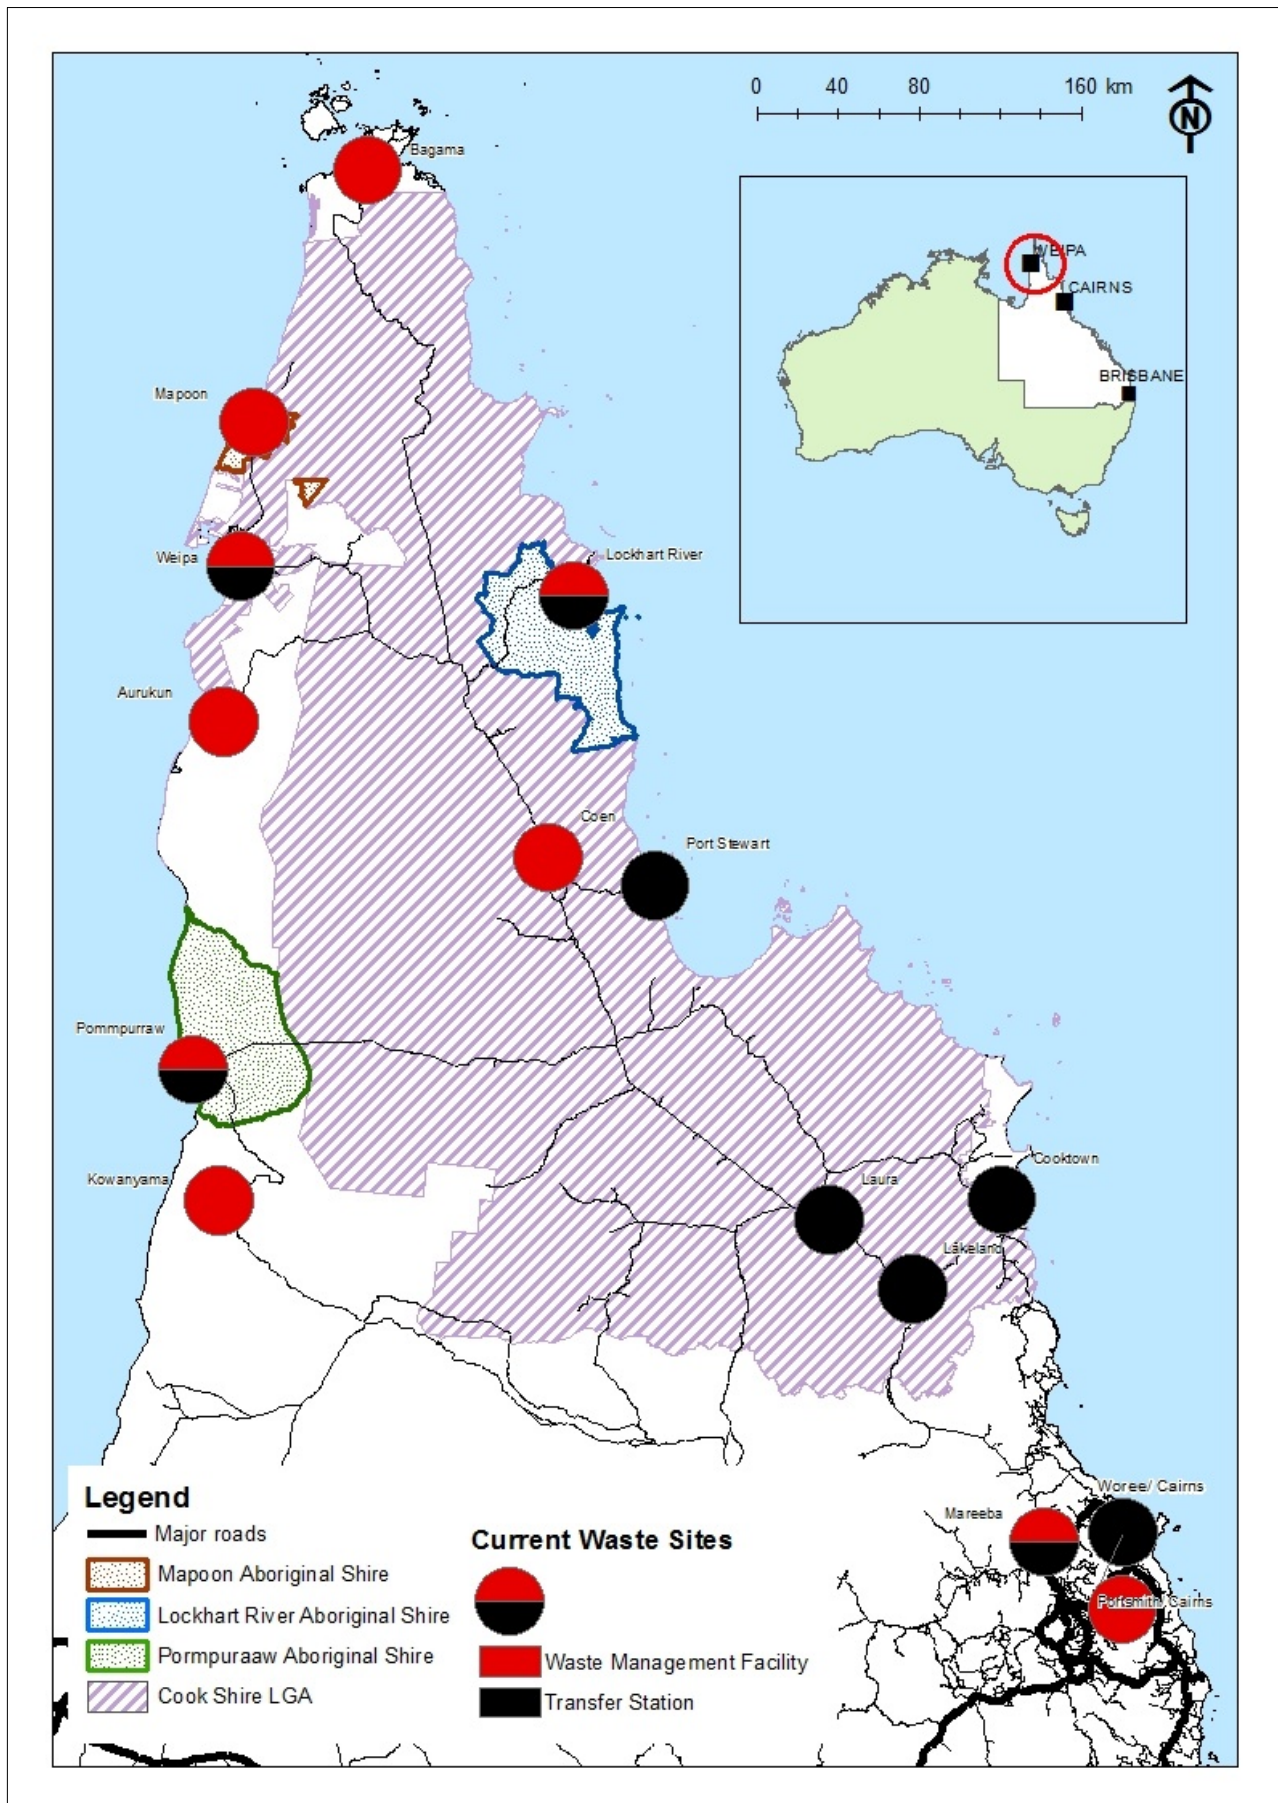 0 40 80 160 km
N
Bagama
WEIPA
CAIRNS
BRISBANE
Mapoon
Weipa
Lockhart River
Aurukun
Coen
Port Stewart
Pommpurraw
Cooktown
Kowanyama
Laura
Lakeland
Woree/ Cairns
Mareeba
Portsmith/Cairns
Legend
Major roads
Mapoon Aboriginal Shire
Lockhart River Aboriginal Shire
Pormpuraaw Aboriginal Shire
Cook Shire LGA
Current Waste Sites
Waste Management Facility
Transfer Station